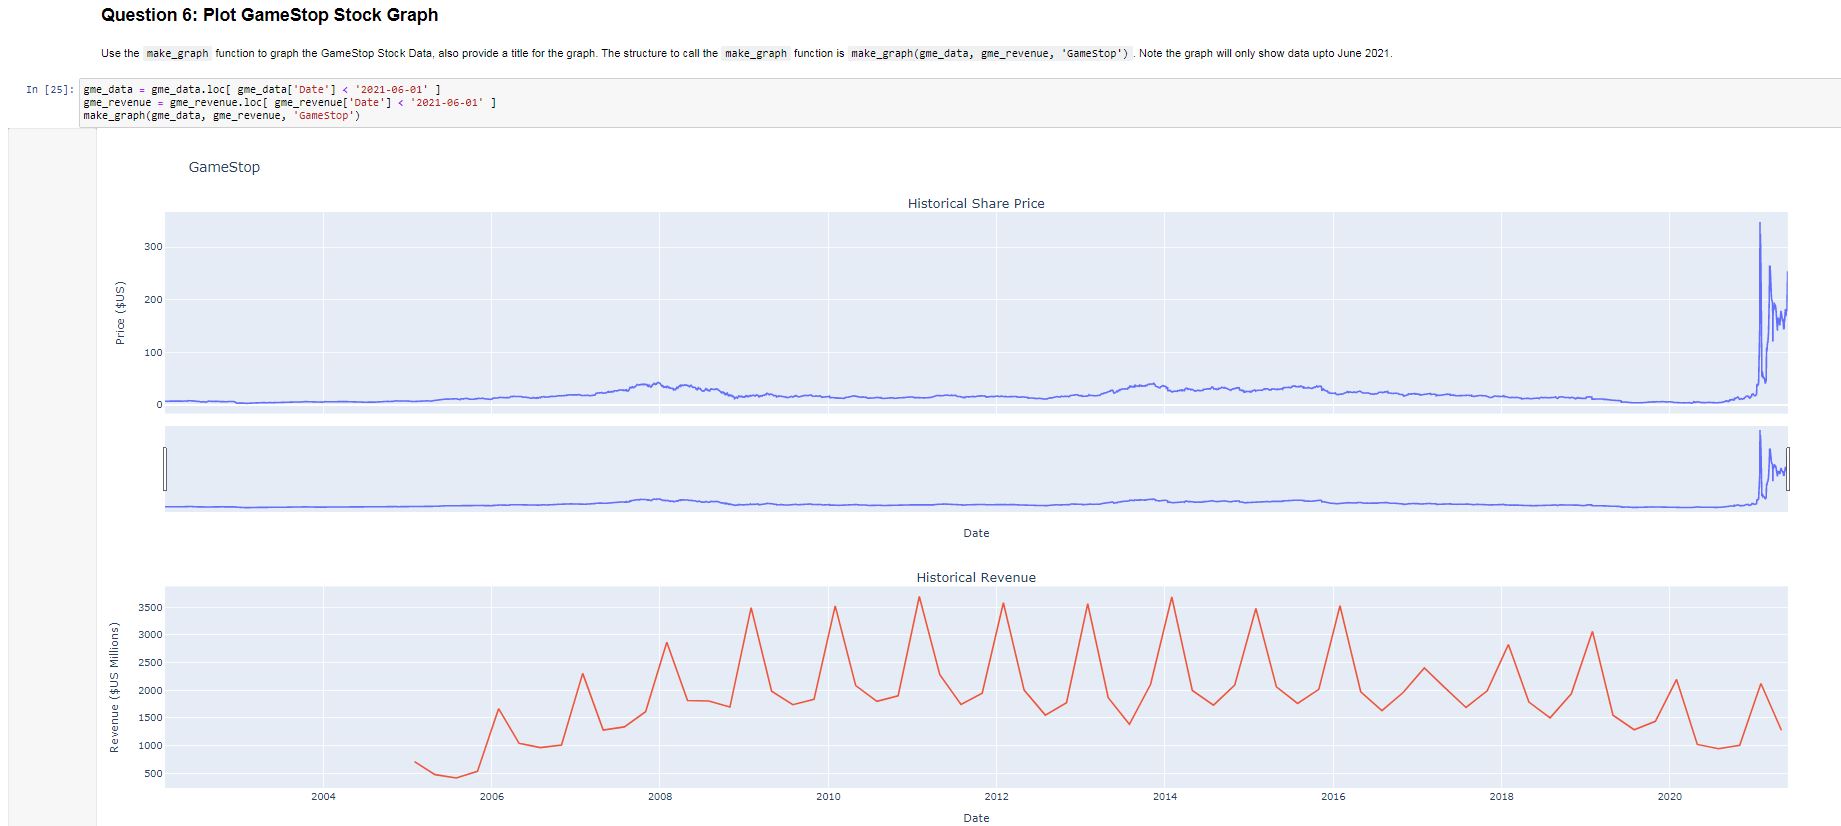 Question 6: Plot GameStop Stock Graph
Use the make_graph function to graph the GameStop Stock Data, also provide a title for the graph. The structure to call the make_graph function is make_graph(gme_data, gme_revenue, 'GameStop') . Note the graph will only show data upto June 2021.
In [25]:
gme_data = gme_data.loc[ gme_data['Date'] < '2021-06-01' ]
gme_revenue = gme_revenue.loc[ gme_revenue['Date'] < '2021-06-01' ]
make_graph(gme_data, gme_revenue, 'GameStop')
GameStop
Historical Share Price
Price ($US)
300
200
100
0
Date
Historical Revenue
Revenue ($US Millions)
3500
3000
2500
2000
1500
1000
500
2004 2006 2008 2010 2012 2014 2016 2018 2020
Date